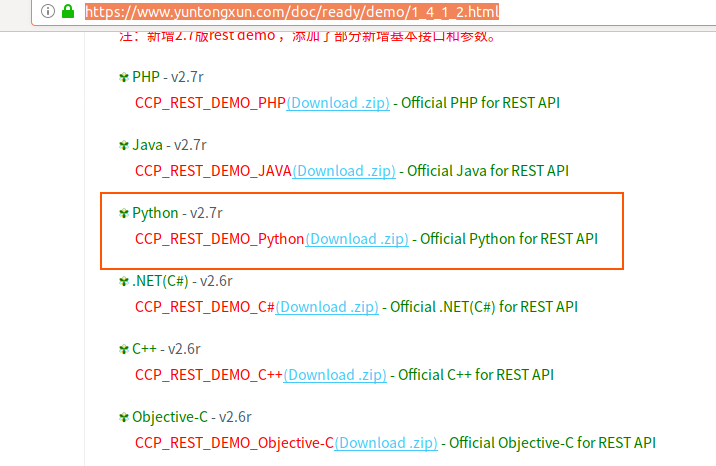 https://www.yuntongxun.com/doc/ready/demo/1_4_1_2.html
注：新增2.7版rest demo ，添加了部分新增基本接口和参数。
PHP - v2.7r
CCP_REST_DEMO_PHP(Download .zip) - Official PHP for REST API
Java - v2.7r
CCP_REST_DEMO_JAVA(Download .zip) - Official Java for REST API
Python - v2.7r
CCP_REST_DEMO_Python(Download .zip) - Official Python for REST API
.NET(C#) - v2.6r
CCP_REST_DEMO_C#(Download .zip) - Official .NET(C#) for REST API
C++ - v2.6r
CCP_REST_DEMO_C++(Download .zip) - Official C++ for REST API
Objective-C - v2.6r
CCP_REST_DEMO_Objective-C(Download .zip) - Official Objective-C for REST API